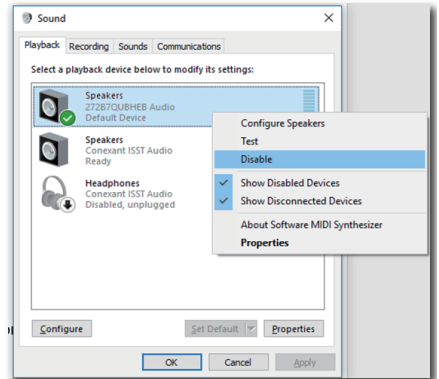 Sound
Playback Recording Sounds Communications
Select a playback device below to modify its settings:
Speakers
272B7QUBHEB Audio
Default Device
Speakers
Conexant ISST Audio
Ready
Headphones
Conexant ISST Audio
Disabled, unplugged
Configure Speakers
Test
Disable
Show Disabled Devices
Show Disconnected Devices
About Software MIDI Synthesizer
Properties
Configure Set Default Properties
OK Cancel Apply